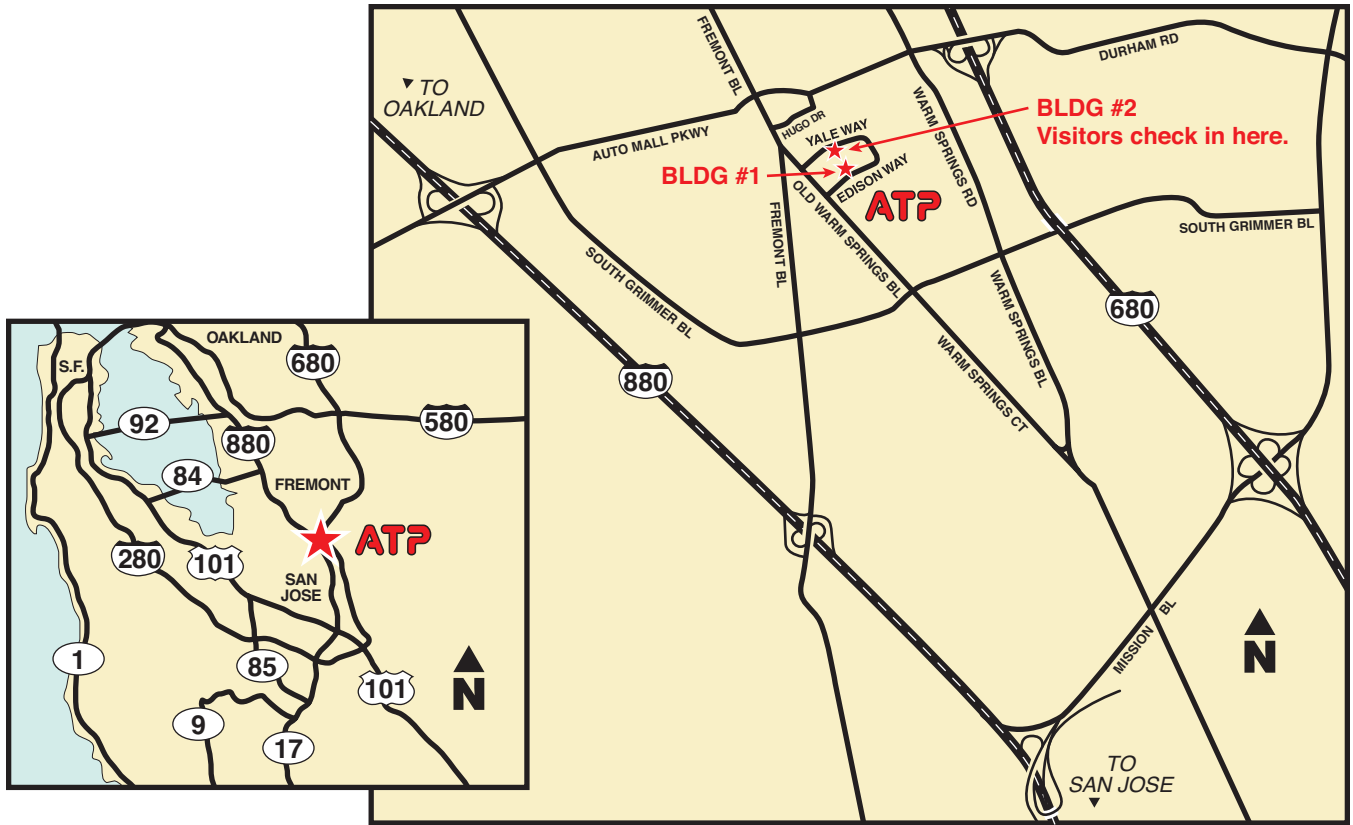 TO
OAKLAND
FREMONT BL
DURHAM RD
AUTO MALL PKWY
HUGO DR
YALE WAY
WARM SPRINGS RD
BLDG #2
Visitors check in here.
BLDG #1
EDISON WAY
ATP
OLD WARM SPRINGS BL
FREMONT BL
SOUTH GRIMMER BL
SOUTH GRIMMER BL
WARM SPRINGS BL
680
880
WARM SPRINGS CT
MISSION BL
N
TO
SAN JOSE
OAKLAND
S.F.
680
92
880
580
84
FREMONT
ATP
280
101
SAN
JOSE
1
85
101
N
9
17